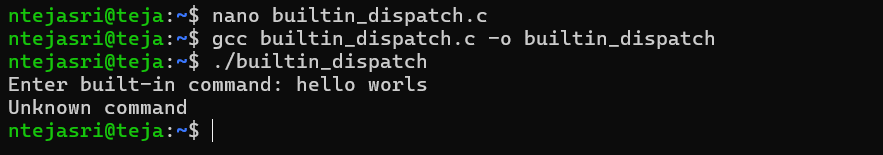 ntejasri@teja:~$ nano builtin_dispatch.c
ntejasri@teja:~$ gcc builtin_dispatch.c -o builtin_dispatch
ntejasri@teja:~$ ./builtin_dispatch
Enter built-in command: hello worls
Unknown command
ntejasri@teja:~$